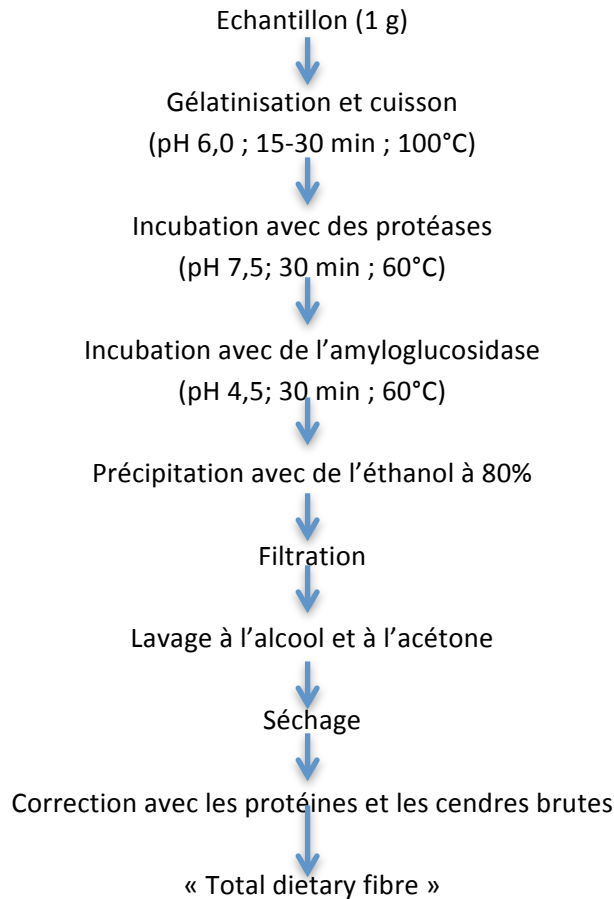 Echantillon (1 g)
Gélatinisation et cuisson
(pH 6,0 ; 15-30 min ; 100°C)
Incubation avec des protéases
(pH 7,5; 30 min ; 60°C)
Incubation avec de l’amyloglucosidase
(pH 4,5; 30 min ; 60°C)
Précipitation avec de l’éthanol à 80%
Filtration
Lavage à l’alcool et à l’acétone
Séchage
Correction avec les protéines et les cendres brutes
« Total dietary fibre »